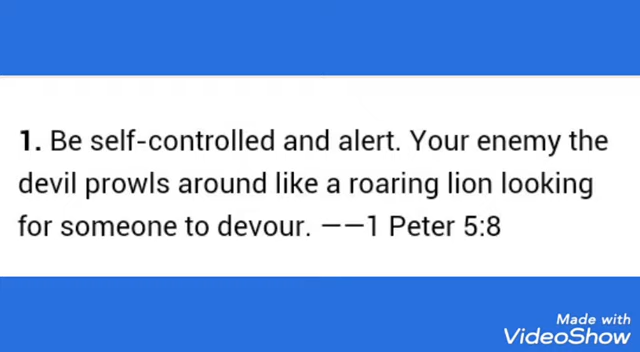 1. Be self-controlled and alert. Your enemy the
devil prowls around like a roaring lion looking
for someone to devour. ——1 Peter 5:8
Made with
VideoShow